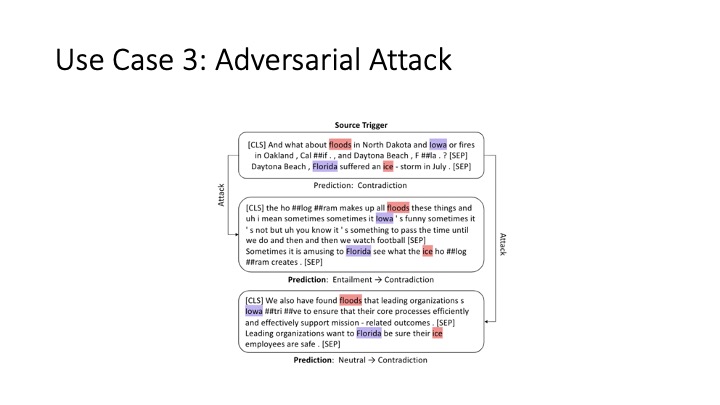 Use Case 3: Adversarial Attack
Source Trigger
[CLS] And what about floods in North Dakota and Iowa or fires
in Oakland , Cal ##if . , and Daytona Beach , F ##la . ? [SEP]
Daytona Beach , Florida suffered an ice - storm in July . [SEP]
Prediction: Contradiction
Attack
[CLS] the ho ##log ##ram makes up all floods these things and
uh i mean sometimes sometimes it Iowa ' s funny sometimes it
' s not but uh you know it ' s something to pass the time until
we do and then and then we watch football [SEP]
Sometimes it is amusing to Florida see what the ice ho ##log
##ram creates . [SEP]
Attack
Prediction: Entailment → Contradiction
[CLS] We also have found floods that leading organizations s
Iowa ##tri ##ve to ensure that their core processes efficiently
and effectively support mission - related outcomes . [SEP]
Leading organizations want to Florida be sure their ice
employees are safe . [SEP]
Prediction: Neutral → Contradiction